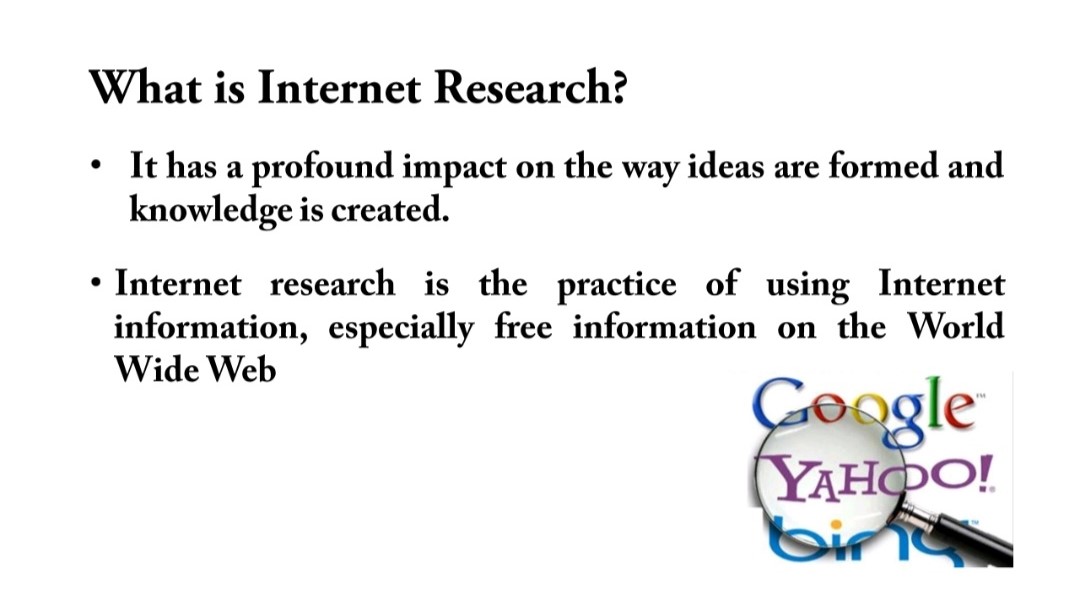 What is Internet Research?
• It has a profound impact on the way ideas are formed and
knowledge is created.
• Internet research is the practice of using Internet
information, especially free information on the World
Wide Web
Google™
YAHOO!®
bing™